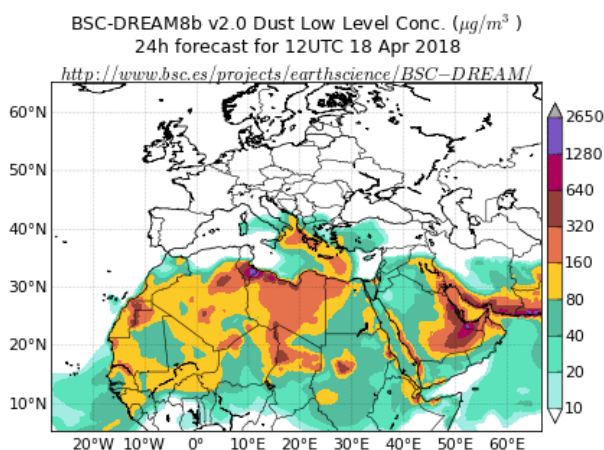 BSC-DREAM8b v2.0 Dust Low Level Conc. (μg/m³ )
24h forecast for 12UTC 18 Apr 2018
http://www.bsc.es/projects/earthscience/BSC−DREAM/
60°N
50°N
40°N
30°N
20°N
10°N
20°W 10°W 0° 10°E 20°E 30°E 40°E 50°E 60°E
2650
1280
640
320
160
80
40
20
10